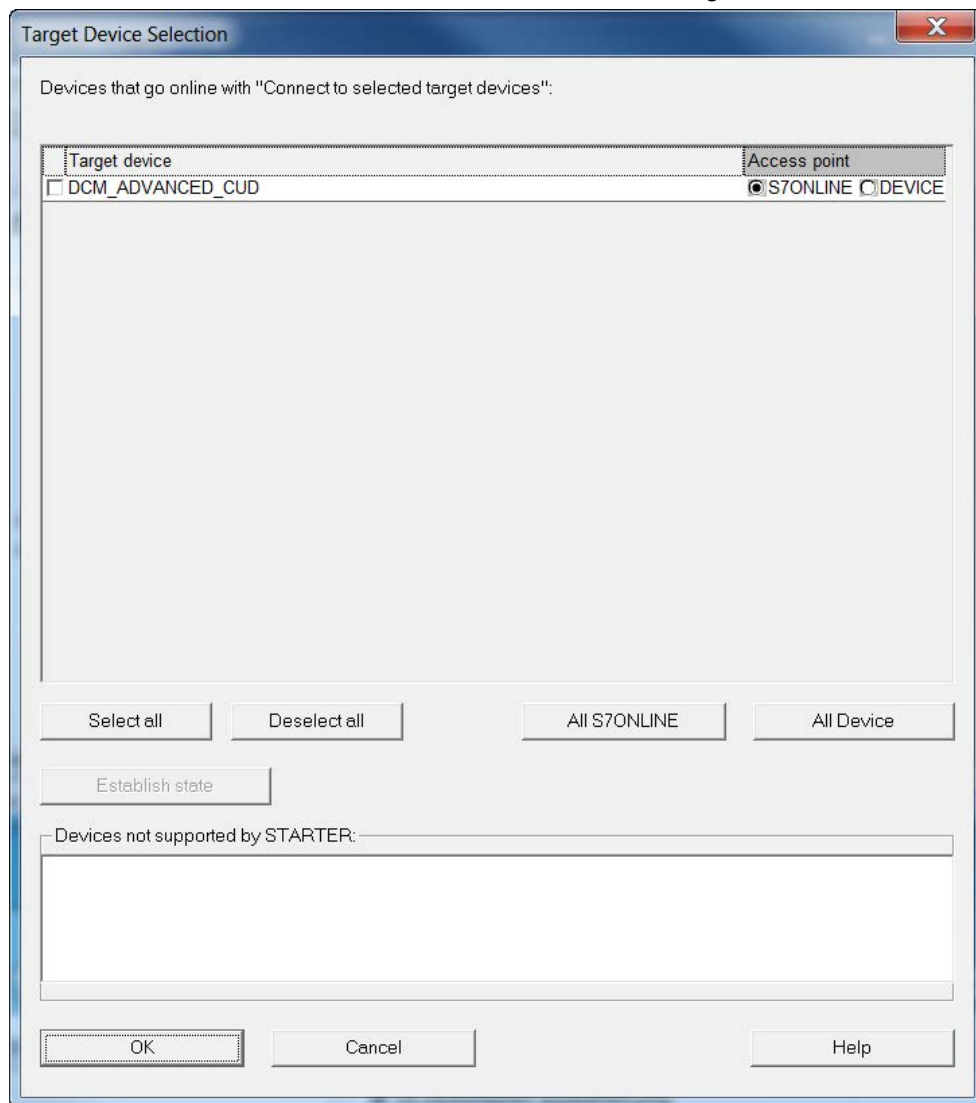 Target Device Selection
Devices that go online with "Connect to selected target devices":
Target device Access point
DCM_ADVANCED_CUD S7ONLINE DEVICE
Select all Deselect all All S7ONLINE All Device
Establish state
Devices not supported by STARTER:
OK Cancel Help